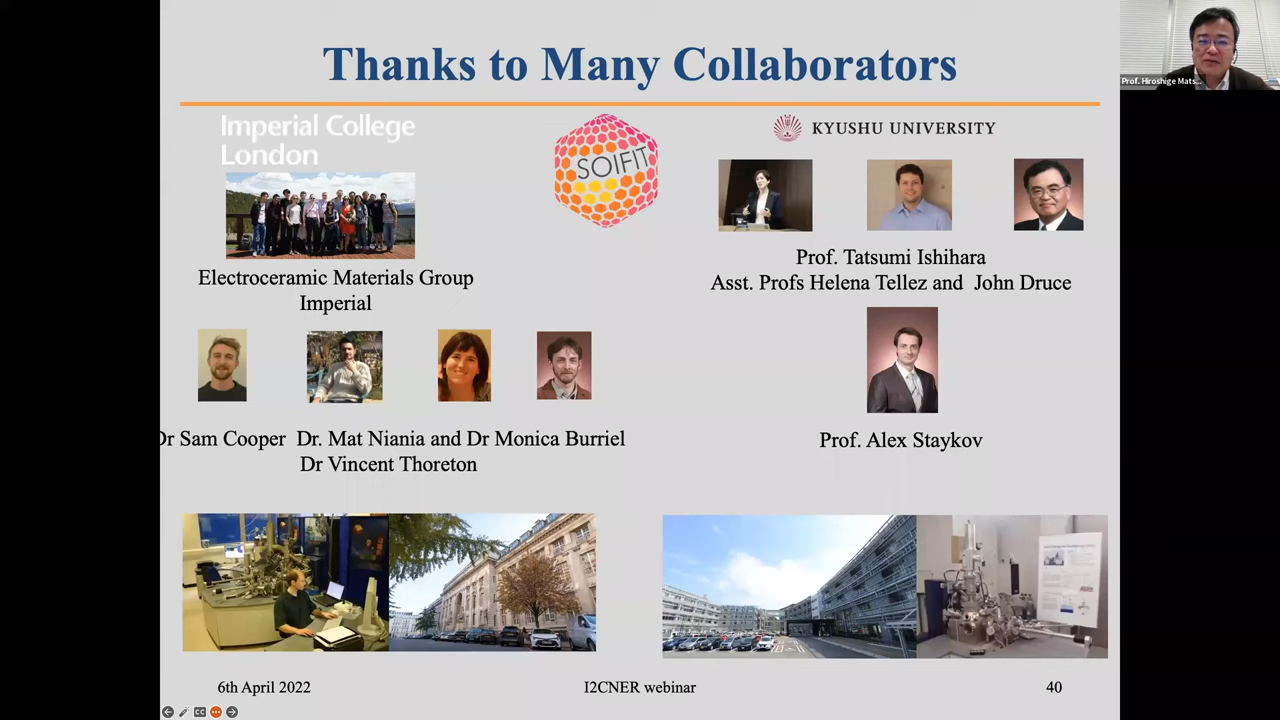 Thanks to Many Collaborators
Prof. Hiroshige Mats...
Imperial College
London
SOIFIT
KYUSHU UNIVERSITY
Electroceramic Materials Group
Imperial
Prof. Tatsumi Ishihara
Asst. Profs Helena Tellez and John Druce
Dr Sam Cooper Dr. Mat Niania and Dr Monica Burriel
Dr Vincent Thoreton
Prof. Alex Staykov
6th April 2022
I2CNER webinar
40
CC